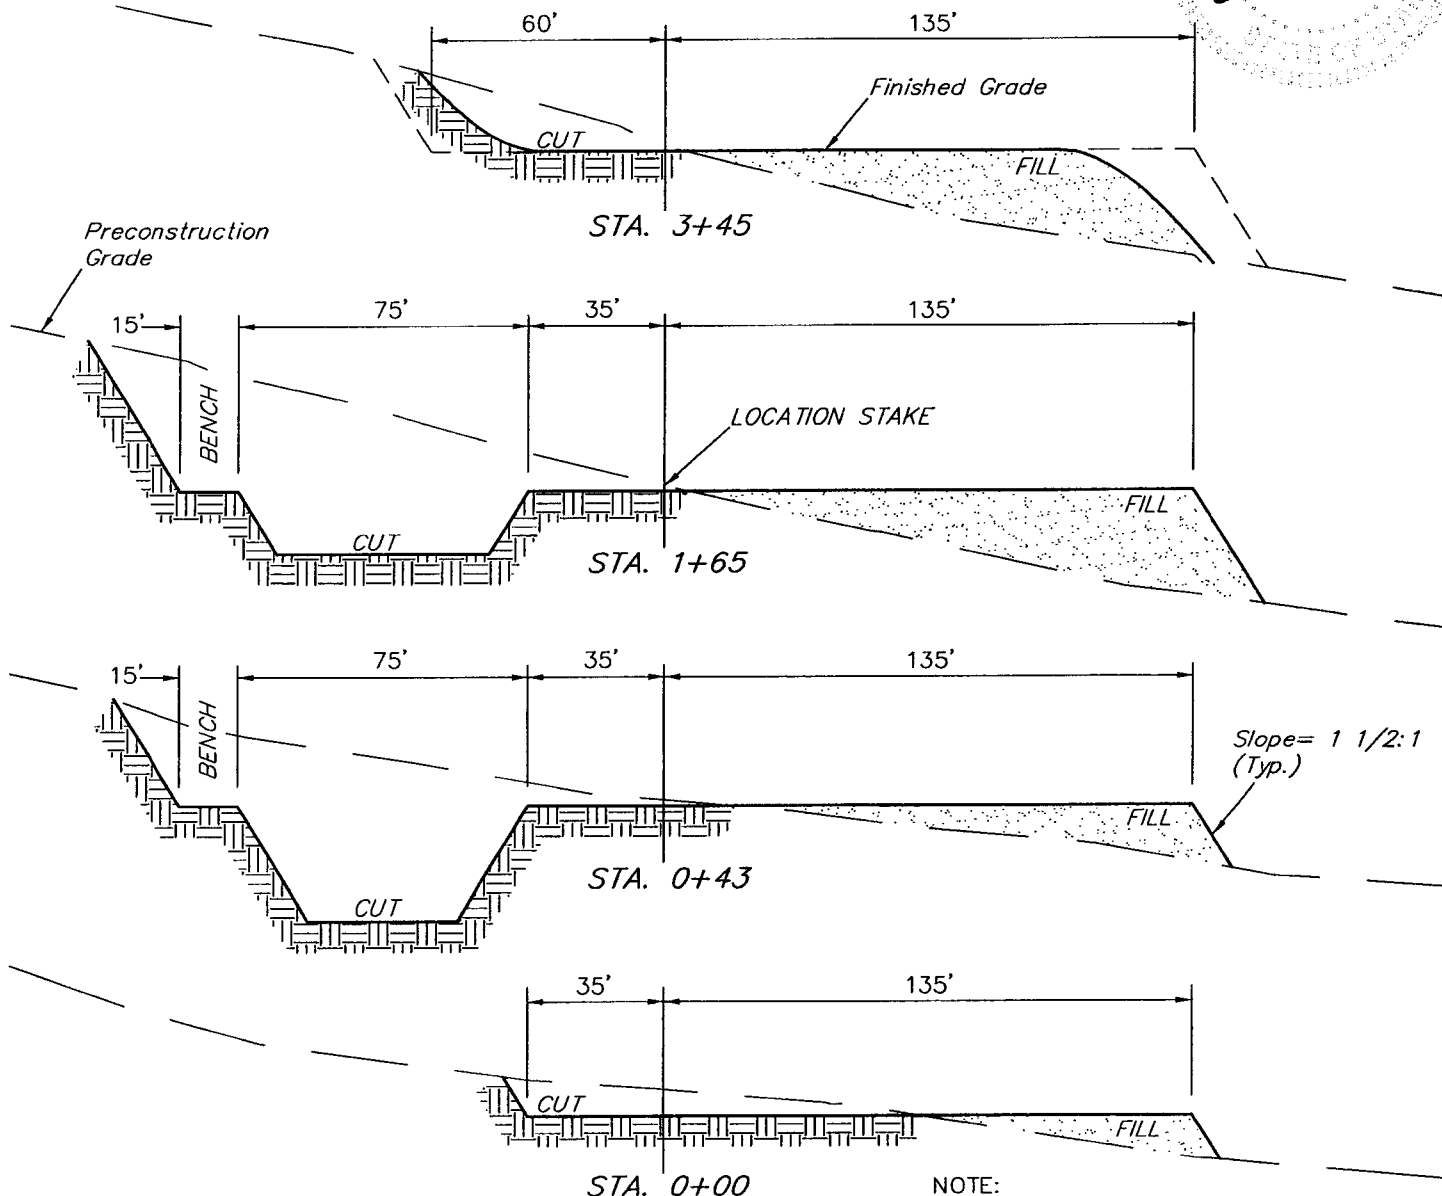 60' 135'
Finished Grade
CUT
FILL
STA. 3+45
Preconstruction
Grade
15' 75' 35' 135'
BENCH
LOCATION STAKE
FILL
CUT
STA. 1+65
15' 75' 35' 135'
BENCH
Slope= 1 1/2:1
(Typ.)
FILL
STA. 0+43
CUT
35' 135'
CUT
FILL
STA. 0+00
NOTE: